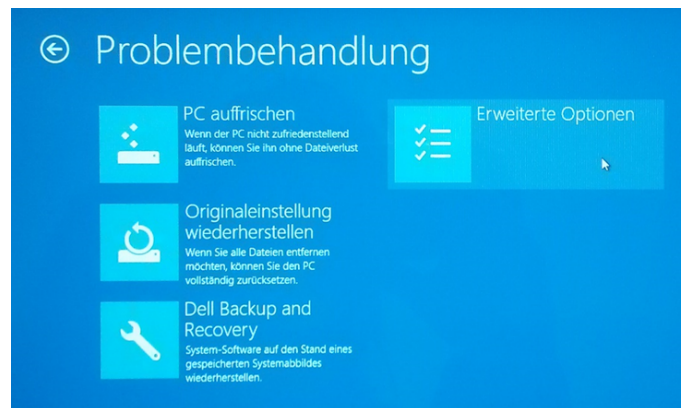 Problembehandlung
PC auffrischen
Wenn der PC nicht zufriedenstellend
läuft, können Sie ihn ohne Dateiverlust
auffrischen.
Originaleinstellung
wiederherstellen
Wenn Sie alle Dateien entfernen
möchten, können Sie den PC
vollständig zurücksetzen.
Dell Backup and
Recovery
System-Software auf den Stand eines
gespeicherten Systemabbildes
wiederherstellen.
Erweiterte Optionen